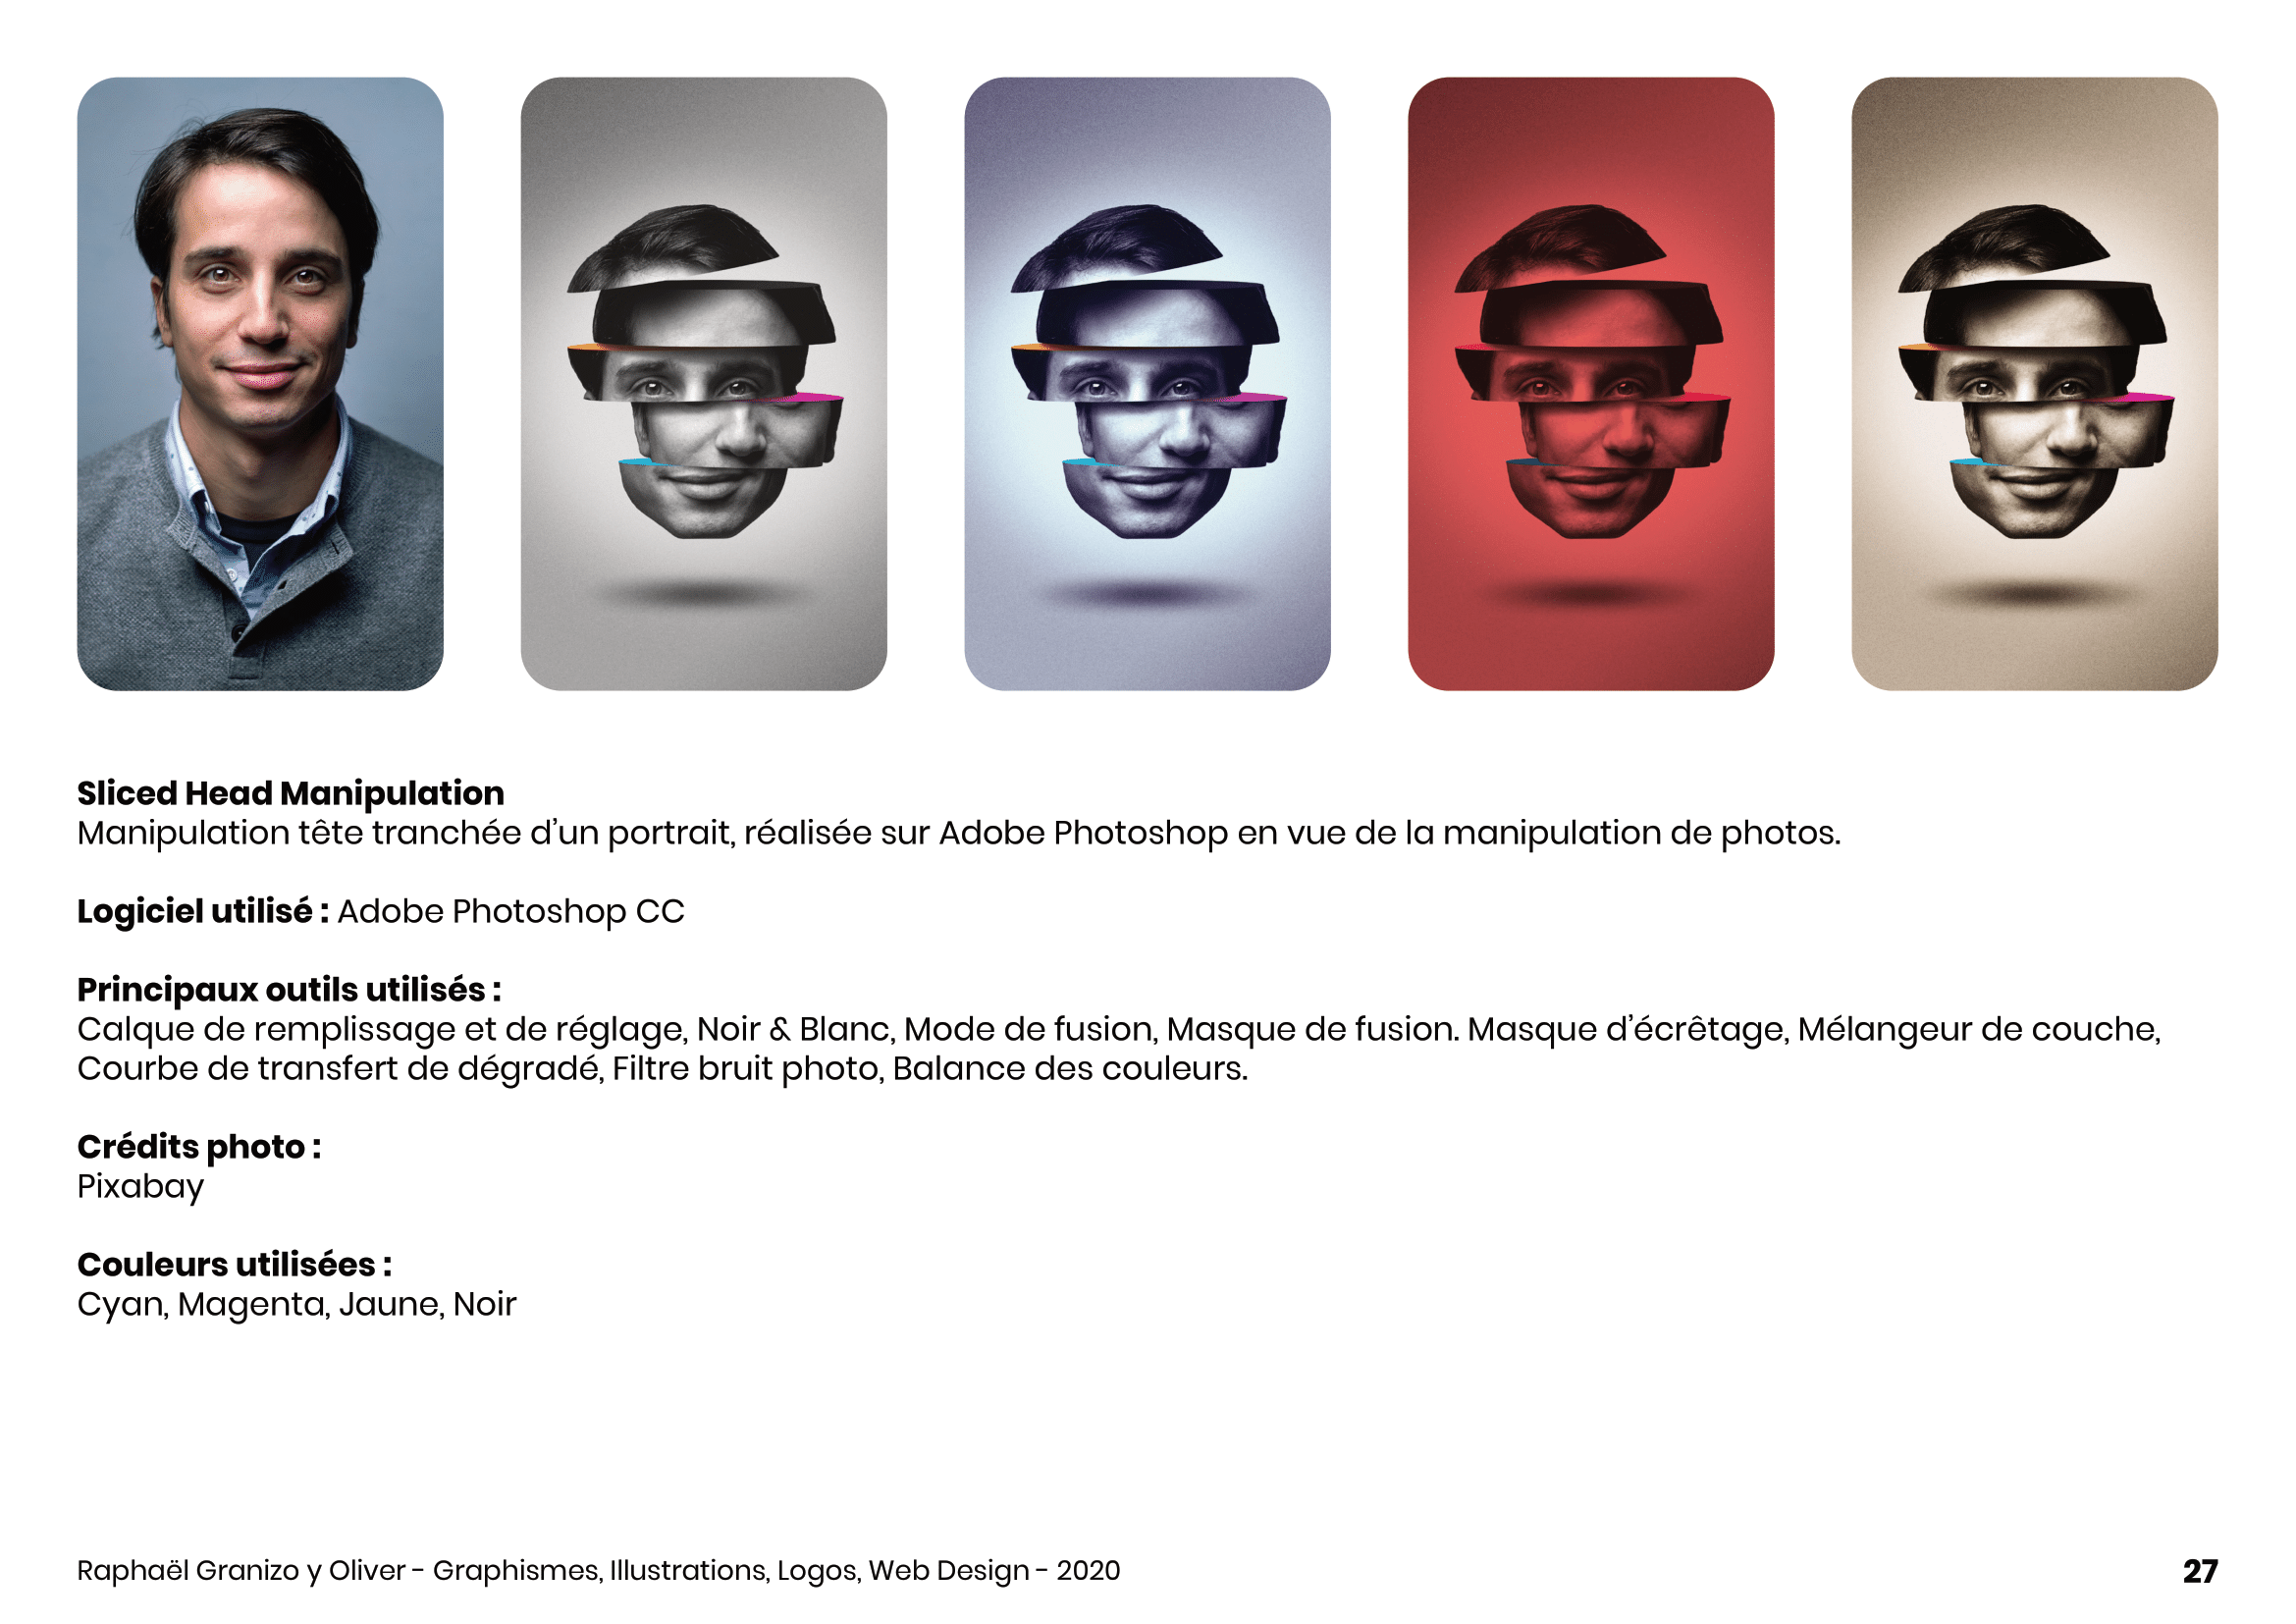 Sliced Head Manipulation
Manipulation tête tranchée d’un portrait, réalisée sur Adobe Photoshop en vue de la manipulation de photos.
Logiciel utilisé : Adobe Photoshop CC
Principaux outils utilisés :
Calque de remplissage et de réglage, Noir & Blanc, Mode de fusion, Masque de fusion. Masque d’écrêtage, Mélangeur de couche,
Courbe de transfert de dégradé, Filtre bruit photo, Balance des couleurs.
Crédits photo :
Pixabay
Couleurs utilisées :
Cyan, Magenta, Jaune, Noir
Raphaël Granizo y Oliver - Graphismes, Illustrations, Logos, Web Design - 2020
27